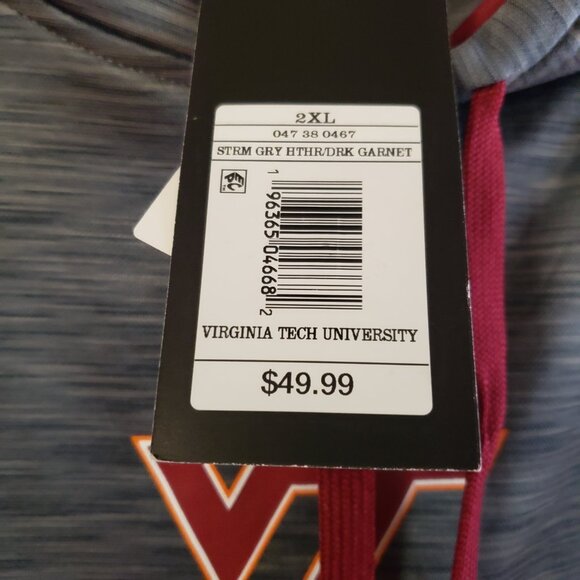 2XL
047 38 0467
STRM GRY HTHR/DRK GARNET
1 96365 04668 2
VIRGINIA TECH UNIVERSITY
$49.99